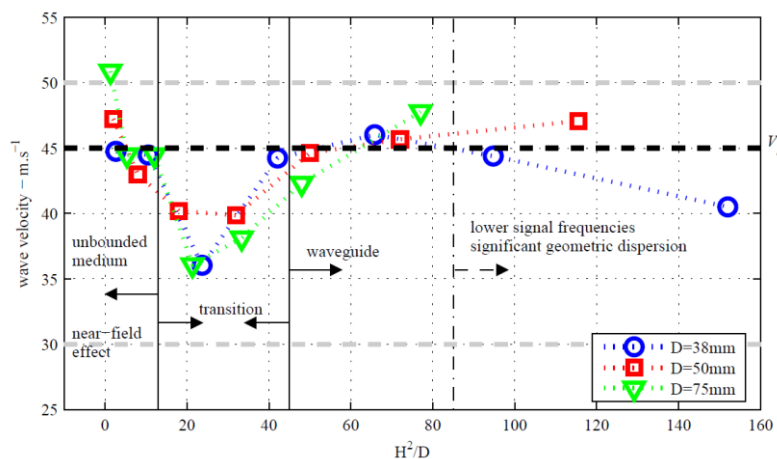 55
50
45
40
35
30
25
wave velocity − m.s−1
V
unbounded
medium
near−field
effect
transition
waveguide
lower signal frequencies
significant geometric dispersion
D=38mm
D=50mm
D=75mm
0
20
40
60
80
100
120
140
160
H2/D